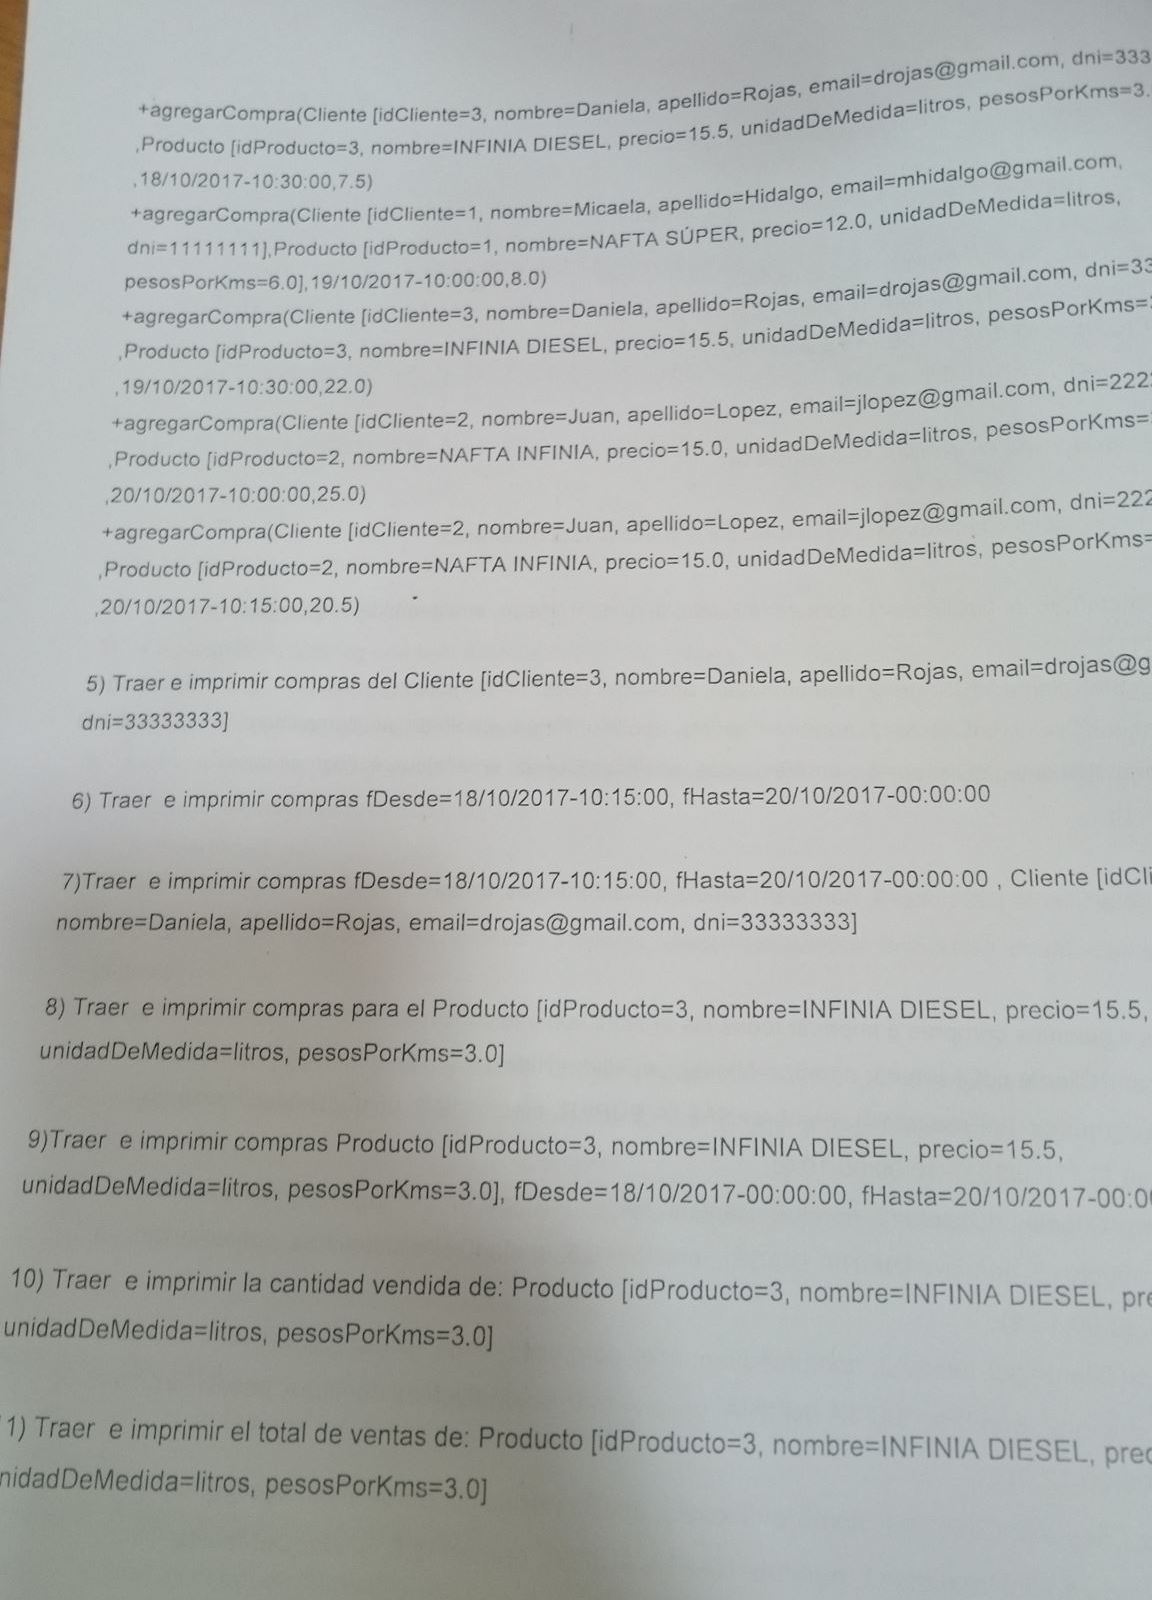 +agregarCompra(Cliente [idCliente=3, nombre=Daniela, apellido=Rojas, email=drojas@gmail.com, dni=333
,Producto [idProducto=3, nombre=INFINIA DIESEL, precio=15.5, unidadDeMedida=litros, pesosPorKms=3.
,18/10/2017-10:30:00,7.5)
+agregarCompra(Cliente [idCliente=1, nombre=Micaela, apellido=Hidalgo, email=mhidalgo@gmail.com,
dni=11111111],Producto [idProducto=1, nombre=NAFTA SÚPER, precio=12.0, unidadDeMedida=litros,
pesosPorKms=6.0],19/10/2017-10:00:00,8.0)
+agregarCompra(Cliente [idCliente=3, nombre=Daniela, apellido=Rojas, email=drojas@gmail.com, dni=33
,Producto [idProducto=3, nombre=INFINIA DIESEL, precio=15.5, unidadDeMedida=litros, pesosPorKms=
,19/10/2017-10:30:00,22.0)
+agregarCompra(Cliente [idCliente=2, nombre=Juan, apellido=Lopez, email=jlopez@gmail.com, dni=222
,Producto [idProducto=2, nombre=NAFTA INFINIA, precio=15.0, unidadDeMedida=litros, pesosPorKms=
,20/10/2017-10:00:00,25.0)
+agregarCompra(Cliente [idCliente=2, nombre=Juan, apellido=Lopez, email=jlopez@gmail.com, dni=222
,Producto [idProducto=2, nombre=NAFTA INFINIA, precio=15.0, unidadDeMedida=litros, pesosPorKms=
,20/10/2017-10:15:00,20.5)
5) Traer e imprimir compras del Cliente [idCliente=3, nombre=Daniela, apellido=Rojas, email=drojas@g
dni=33333333]
6) Traer e imprimir compras fDesde=18/10/2017-10:15:00, fHasta=20/10/2017-00:00:00
7)Traer e imprimir compras fDesde=18/10/2017-10:15:00, fHasta=20/10/2017-00:00:00 , Cliente [idCli
nombre=Daniela, apellido=Rojas, email=drojas@gmail.com, dni=33333333]
8) Traer e imprimir compras para el Producto [idProducto=3, nombre=INFINIA DIESEL, precio=15.5,
unidadDeMedida=litros, pesosPorKms=3.0]
9)Traer e imprimir compras Producto [idProducto=3, nombre=INFINIA DIESEL, precio=15.5,
unidadDeMedida=litros, pesosPorKms=3.0], fDesde=18/10/2017-00:00:00, fHasta=20/10/2017-00:0
10) Traer e imprimir la cantidad vendida de: Producto [idProducto=3, nombre=INFINIA DIESEL, pre
unidadDeMedida=litros, pesosPorKms=3.0]
1) Traer e imprimir el total de ventas de: Producto [idProducto=3, nombre=INFINIA DIESEL, prec
nidadDeMedida=litros, pesosPorKms=3.0]